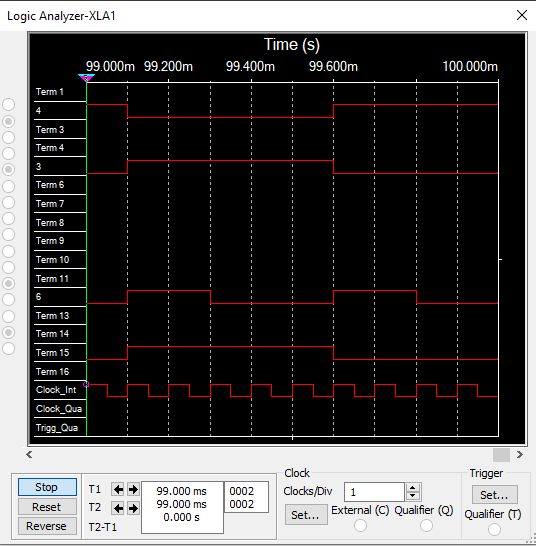 Logic Analyzer-XLA1
Time (s)
99.000m 99.200m 99.400m 99.600m 100.000m
Term 1
4
Term 3
Term 4
3
Term 6
Term 7
Term 8
Term 9
Term 10
Term 11
6
Term 13
Term 14
Term 15
Term 16
Clock_Int
Clock_Qua
Trigg_Qua
Stop
Reset
Reverse
T1
T2
T2-T1
99.000 ms
99.000 ms
0.000 s
0002
0002
Clock
Clocks/Div 1
Set... External (C) Qualifier (Q)
Trigger
Set...
Qualifier (T)